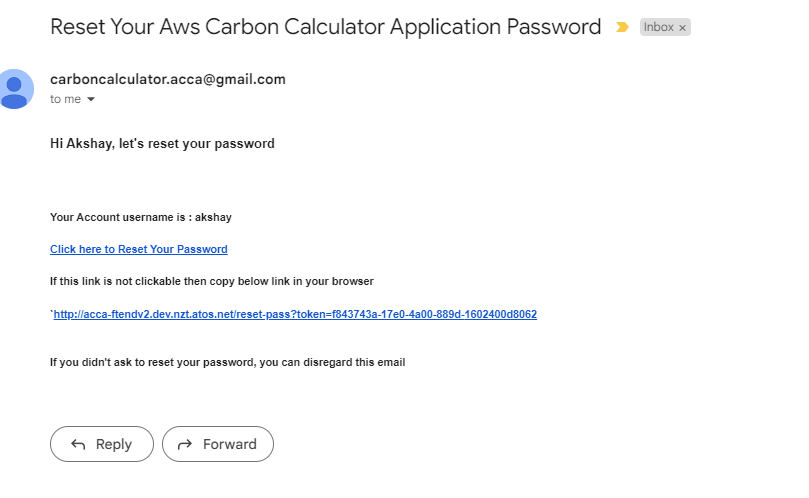 Reset Your Aws Carbon Calculator Application Password
Inbox ×
carboncalculator.acca@gmail.com
to me
Hi Akshay, let's reset your password
Your Account username is : akshay
Click here to Reset Your Password
If this link is not clickable then copy below link in your browser
`http://acca-ftendv2.dev.nzt.atos.net/reset-pass?token=f843743a-17e0-4a00-889d-1602400d8062
If you didn't ask to reset your password, you can disregard this email
Reply
Forward